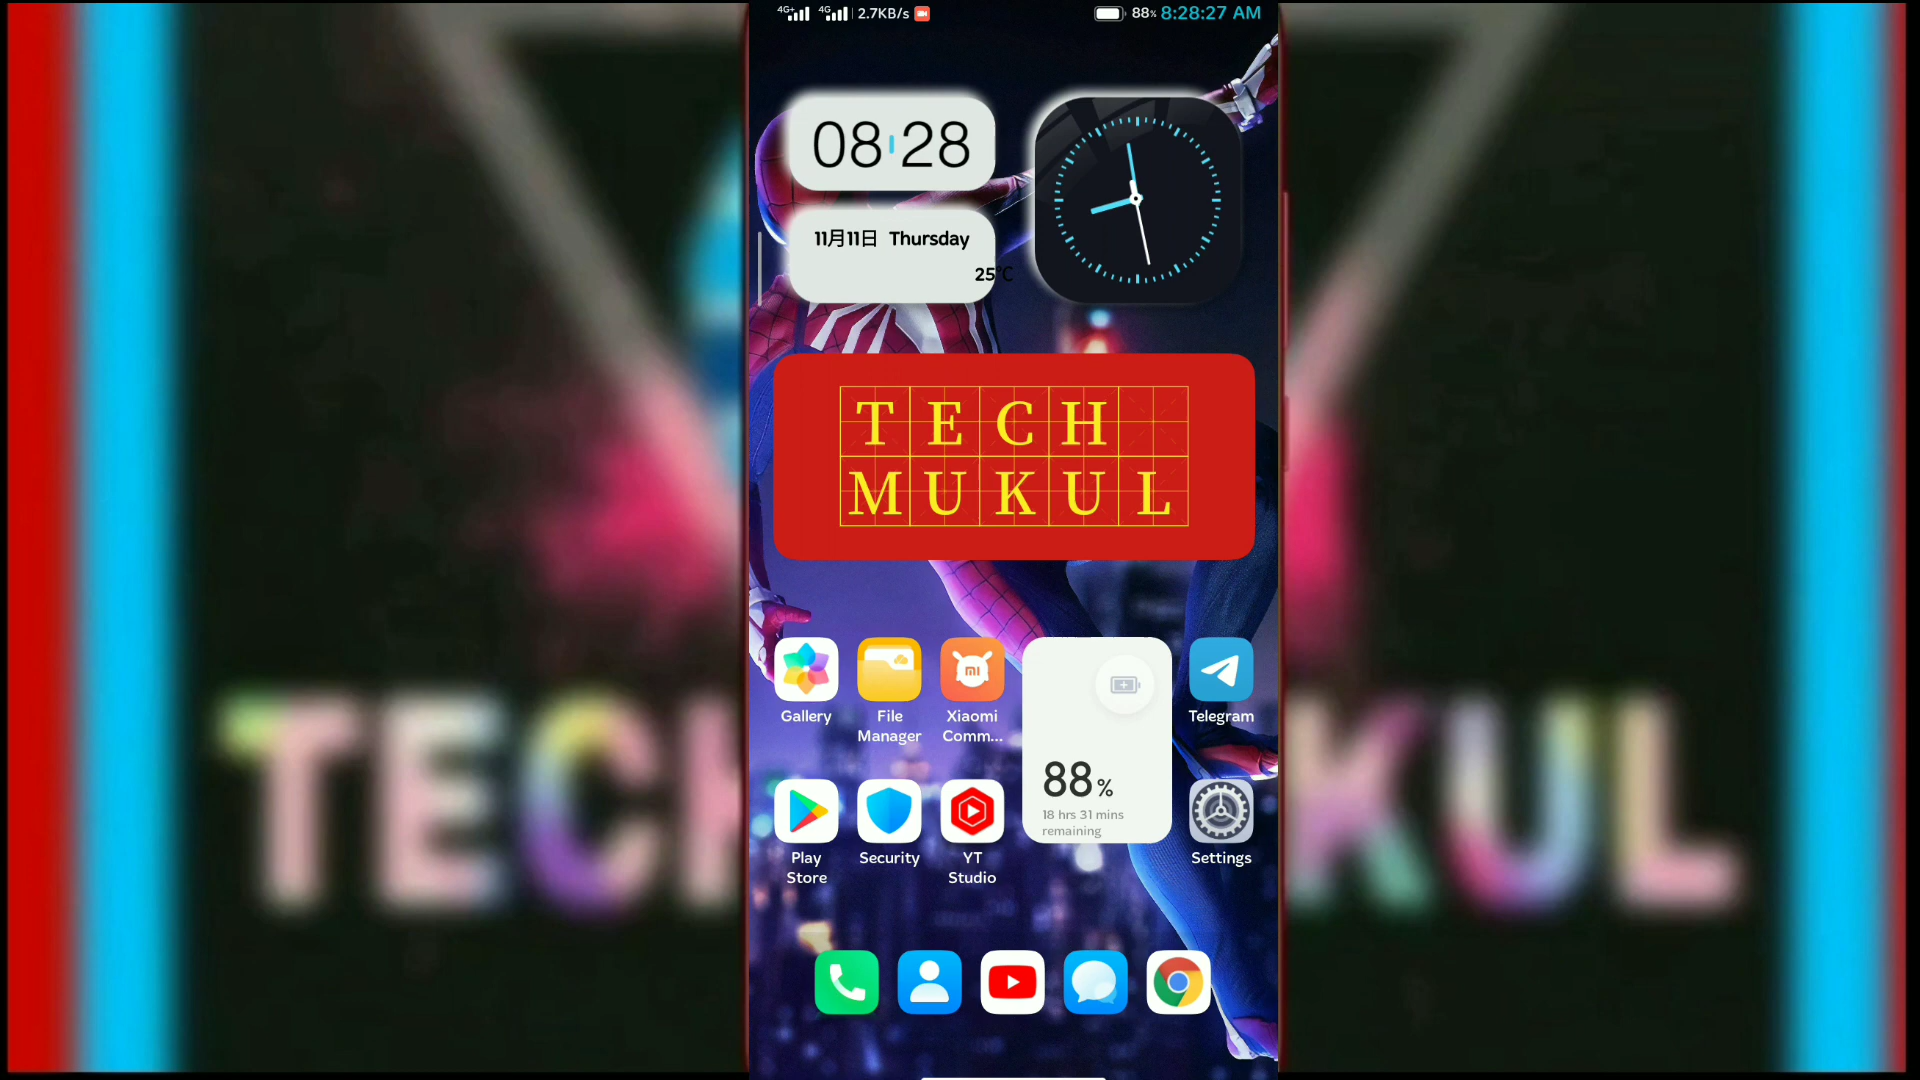 4G+ 4G 2.7KB/s 88% 8:28:27 AM
08:28
11月11日 Thursday
25°C
TECH
MUKUL
Gallery
File
Manager
Xiaomi
Comm...
Telegram
88%
18 hrs 31 mins
remaining
Play
Store
Security
YT
Studio
Settings
TECH
KUL